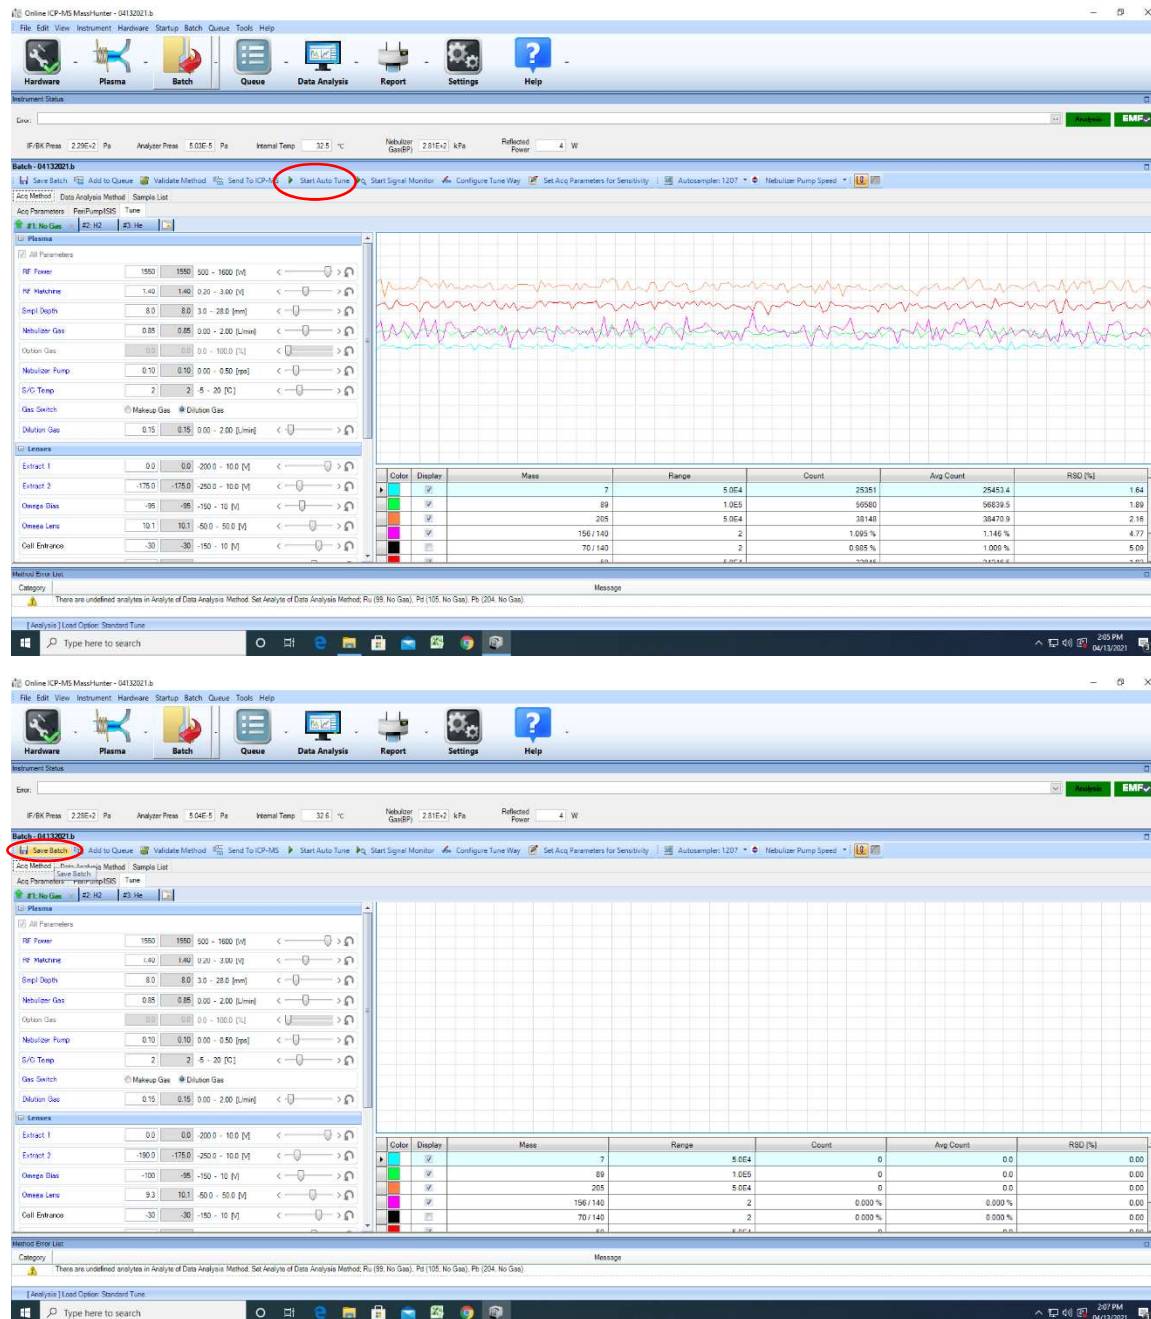 Online ICP-MS MassHunter - 04132021.b
File Edit View Instrument Hardware Startup Batch Queue Tools Help
Hardware Plasma Batch Queue Data Analysis Report Settings Help
Instrument Status
Error: Analysis EMF
IF/BK Press 2.29E+2 Pa Analyzer Press 5.03E-5 Pa Internal Temp 32.5 °C Nebulizer Gas(BP) 2.81E+2 kPa Reflected Power 4 W
Batch - 04132021.b
Save Batch Add to Queue Validate Method Send To ICP-MS Start Auto Tune Start Signal Monitor Configure Tune Way Set Acq Parameters for Sensitivity Autosampler: 1207 Nebulizer Pump Speed
Acq Method Data Analysis Method Sample List
Acq Parameters PeriPump/ISIS Tune
#1: No Gas #2: H2 #3: He
Plasma
All Parameters
RF Power 1550 1550 500 - 1600 [W]
RF Matching 1.40 1.40 0.20 - 3.00 [V]
Smpl Depth 8.0 8.0 3.0 - 28.0 [mm]
Nebulizer Gas 0.85 0.85 0.00 - 2.00 [L/min]
Option Gas 0.0 0.0 0.0 - 100.0 [%]
Nebulizer Pump 0.10 0.10 0.00 - 0.50 [rps]
S/C Temp 2 2 -5 - 20 [°C]
Gas Switch Makeup Gas Dilution Gas
Dilution Gas 0.15 0.15 0.00 - 2.00 [L/min]
Lenses
Extract 1 0.0 0.0 -200.0 - 10.0 [V]
Extract 2 -175.0 -175.0 -250.0 - 10.0 [V]
Omega Bias -95 -95 -150 - 10 [V]
Omega Lens 10.1 10.1 -50.0 - 50.0 [V]
Cell Entrance -30 -30 -150 - 10 [V]
Color Display Mass Range Count Avg Count RSD [%]
7 5.0E4 25351 25453.4 1.64
89 1.0E5 56580 56839.5 1.89
205 5.0E4 38148 38470.9 2.16
156 / 140 2 1.095 % 1.146 % 4.77
70 / 140 2 0.985 % 1.009 % 5.09
Method Error List
Category Message
There are undefined analytes in Analyte of Data Analysis Method. Set Analyte of Data Analysis Method; Ru (99, No Gas), Pd (105, No Gas), Pb (204, No Gas).
[ Analysis ] Load Option: Standard Tune
Type here to search 2:05 PM
04/13/2021
Online ICP-MS MassHunter - 04132021.b
File Edit View Instrument Hardware Startup Batch Queue Tools Help
Hardware Plasma Batch Queue Data Analysis Report Settings Help
Instrument Status
Error: Analysis EMF
IF/BK Press 2.28E+2 Pa Analyzer Press 5.04E-5 Pa Internal Temp 32.6 °C Nebulizer Gas(BP) 2.81E+2 kPa Reflected Power 4 W
Batch - 04132021.b
Save Batch Add to Queue Validate Method Send To ICP-MS Start Auto Tune Start Signal Monitor Configure Tune Way Set Acq Parameters for Sensitivity Autosampler: 1207 Nebulizer Pump Speed
Acq Method Data Analysis Method Sample List
Save Batch
Acq Parameters PeriPump/ISIS Tune
#1: No Gas #2: H2 #3: He
Plasma
All Parameters
RF Power 1550 1550 500 - 1600 [W]
RF Matching 1.40 1.40 0.20 - 3.00 [V]
Smpl Depth 8.0 8.0 3.0 - 28.0 [mm]
Nebulizer Gas 0.85 0.85 0.00 - 2.00 [L/min]
Option Gas 0.0 0.0 0.0 - 100.0 [%]
Nebulizer Pump 0.10 0.10 0.00 - 0.50 [rps]
S/C Temp 2 2 -5 - 20 [°C]
Gas Switch Makeup Gas Dilution Gas
Dilution Gas 0.15 0.15 0.00 - 2.00 [L/min]
Lenses
Extract 1 0.0 0.0 -200.0 - 10.0 [V]
Extract 2 -190.0 -175.0 -250.0 - 10.0 [V]
Omega Bias -100 -95 -150 - 10 [V]
Omega Lens 9.3 10.1 -50.0 - 50.0 [V]
Cell Entrance -30 -30 -150 - 10 [V]
Color Display Mass Range Count Avg Count RSD [%]
7 5.0E4 0 0.0 0.00
89 1.0E5 0 0.0 0.00
205 5.0E4 0 0.0 0.00
156 / 140 2 0.000 % 0.000 % 0.00
70 / 140 2 0.000 % 0.000 % 0.00
Method Error List
Category Message
There are undefined analytes in Analyte of Data Analysis Method. Set Analyte of Data Analysis Method; Ru (99, No Gas), Pd (105, No Gas), Pb (204, No Gas).
[ Analysis ] Load Option: Standard Tune
Type here to search 2:07 PM
04/13/2021